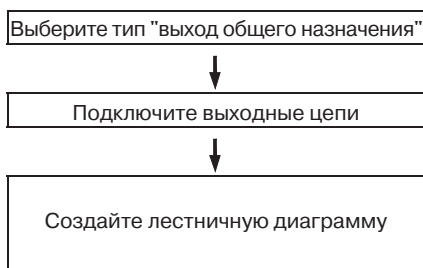 Выберите тип "выход общего назначения"
Подключите выходные цепи
Создайте лестничную диаграмму